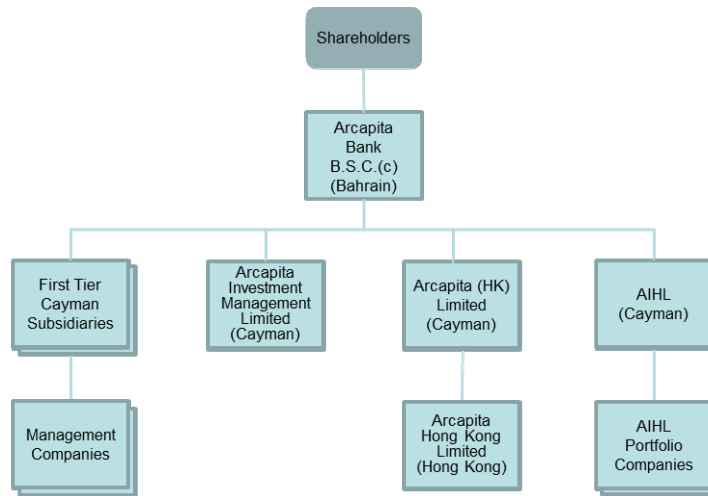 Shareholders
Arcapita
Bank
B.S.C.(c)
(Bahrain)
First Tier
Cayman
Subsidiaries
Arcapita
Investment
Management
Limited
(Cayman)
Arcapita (HK)
Limited
(Cayman)
AIHL
(Cayman)
Management
Companies
Arcapita
Hong Kong
Limited
(Hong Kong)
AIHL
Portfolio
Companies